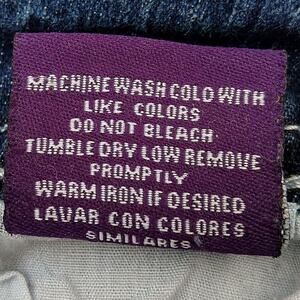 MACHINE WASH COLD WITH
LIKE COLORS
DO NOT BLEACH
TUMBLE DRY LOW REMOVE
PROMPTLY
WARM IRON IF DESIRED
LAVAR CON COLORES
SIMILARES